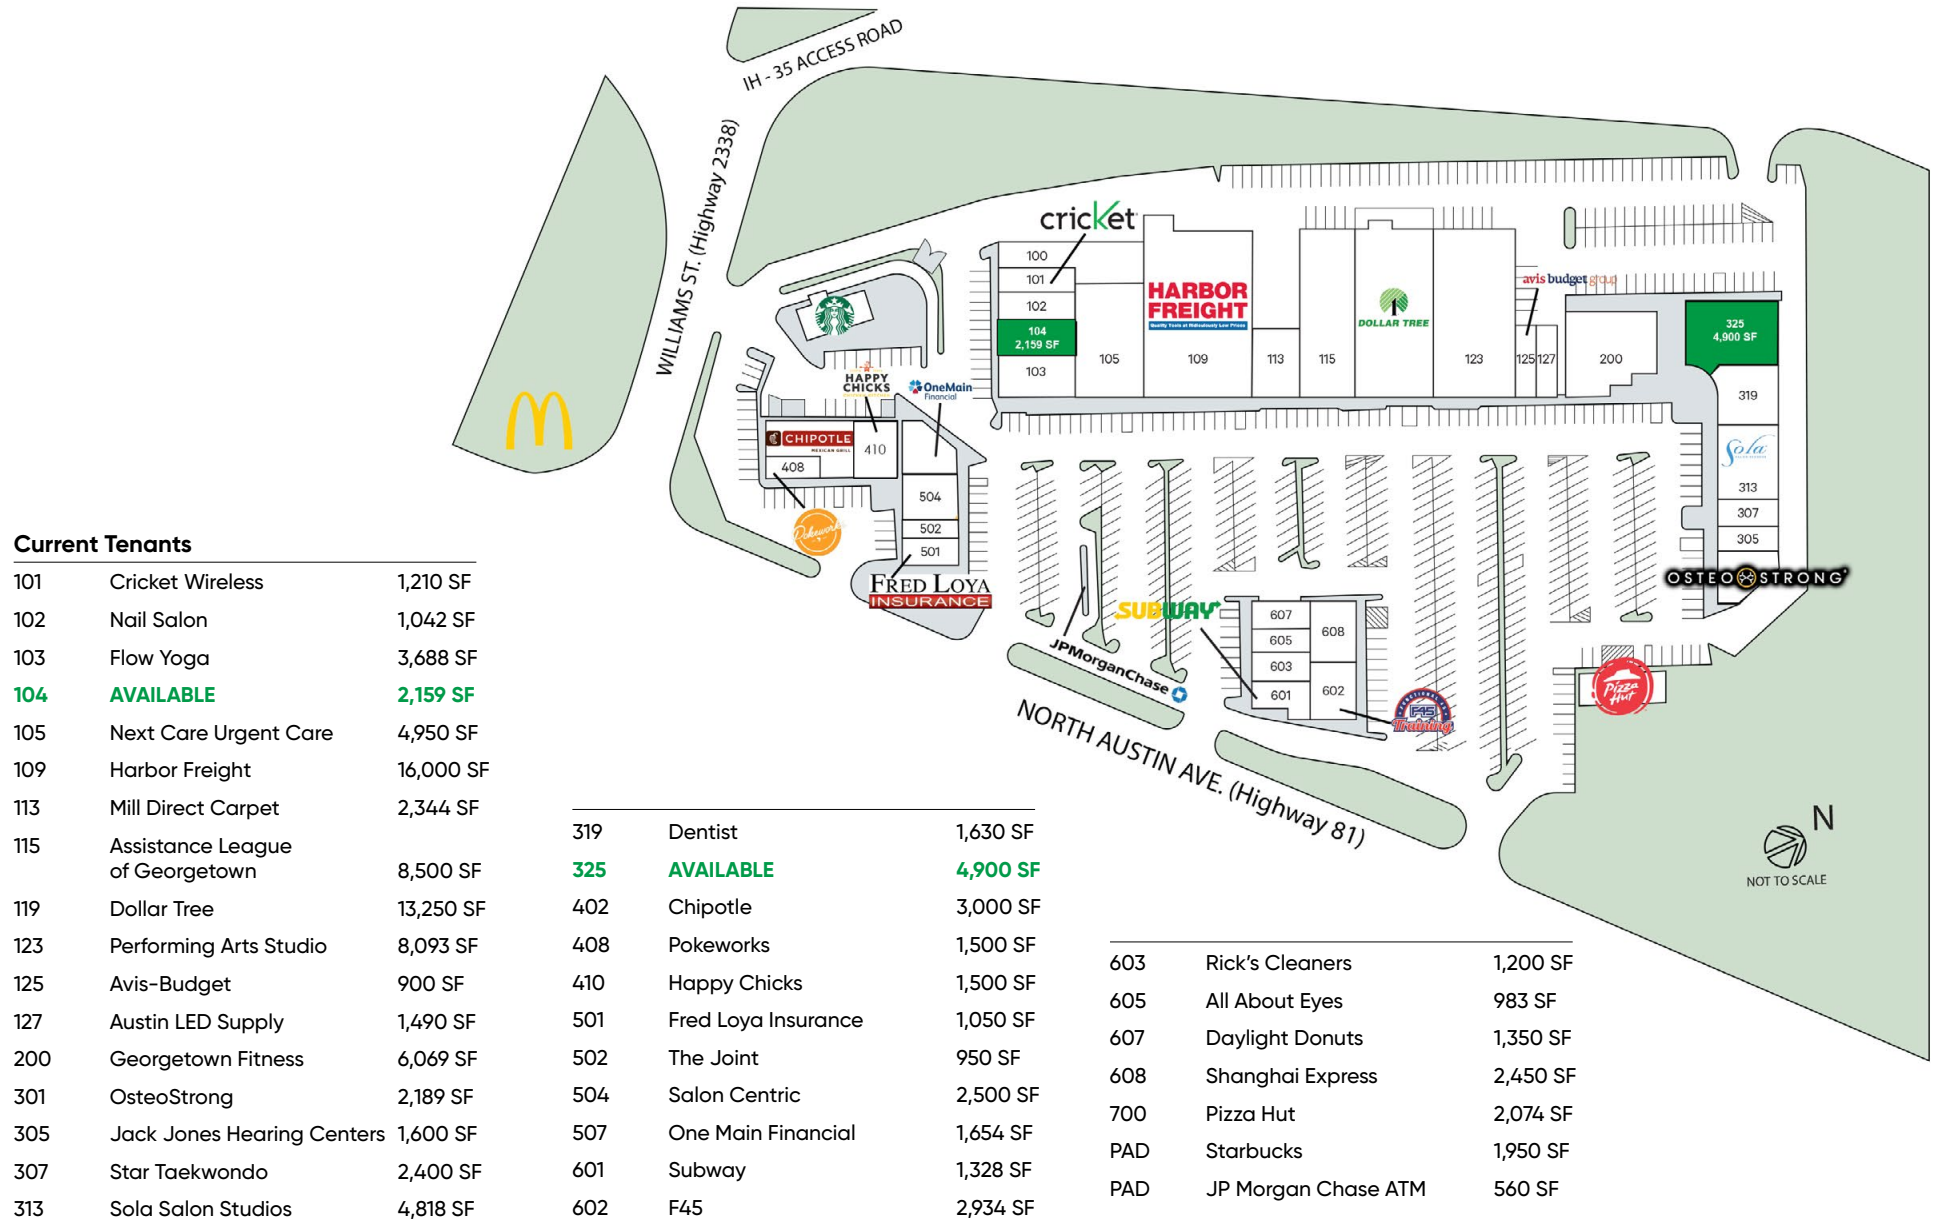 IH - 35 ACCESS ROAD
WILLIAMS ST. (Highway 2338)
cricket
100
101
102
104
2,159 SF
103
105
HARBOR
FREIGHT
Quality Tools at Ridiculously Low Prices
109
113
115
1
DOLLAR TREE
123
avis budget group
125
127
200
325
4,900 SF
319
Sola
313
307
305
OSTEOSTRONG
HAPPY
CHICKS
OneMain
Financial
CHIPOTLE
MEXICAN GRILL
410
408
Pokeworks
504
502
501
FRED LOYA
INSURANCE
SUBWAY
JPMorganChase
607
605
603
601
608
602
F45
Training
Pizza
Hut
NORTH AUSTIN AVE. (Highway 81)
N
NOT TO SCALE
Current Tenants
101 Cricket Wireless 1,210 SF
102 Nail Salon 1,042 SF
103 Flow Yoga 3,688 SF
104 AVAILABLE 2,159 SF
105 Next Care Urgent Care 4,950 SF
109 Harbor Freight 16,000 SF
113 Mill Direct Carpet 2,344 SF
115 Assistance League
of Georgetown 8,500 SF
119 Dollar Tree 13,250 SF
123 Performing Arts Studio 8,093 SF
125 Avis-Budget 900 SF
127 Austin LED Supply 1,490 SF
200 Georgetown Fitness 6,069 SF
301 OsteoStrong 2,189 SF
305 Jack Jones Hearing Centers 1,600 SF
307 Star Taekwondo 2,400 SF
313 Sola Salon Studios 4,818 SF
319 Dentist 1,630 SF
325 AVAILABLE 4,900 SF
402 Chipotle 3,000 SF
408 Pokeworks 1,500 SF
410 Happy Chicks 1,500 SF
501 Fred Loya Insurance 1,050 SF
502 The Joint 950 SF
504 Salon Centric 2,500 SF
507 One Main Financial 1,654 SF
601 Subway 1,328 SF
602 F45 2,934 SF
603 Rick's Cleaners 1,200 SF
605 All About Eyes 983 SF
607 Daylight Donuts 1,350 SF
608 Shanghai Express 2,450 SF
700 Pizza Hut 2,074 SF
PAD Starbucks 1,950 SF
PAD JP Morgan Chase ATM 560 SF